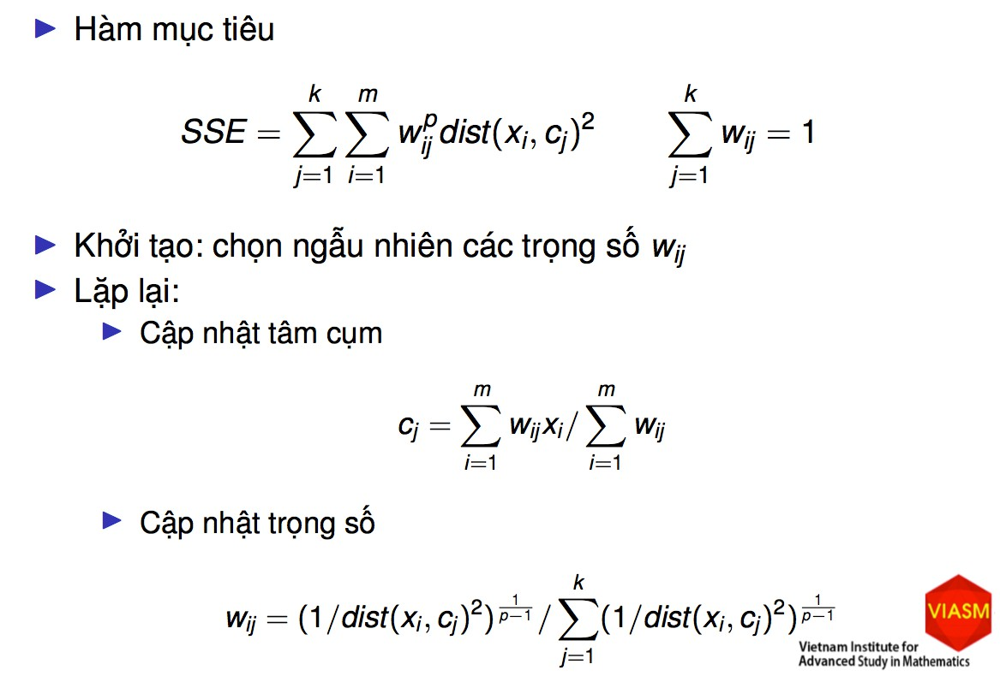 Hàm mục tiêu
SSE = \sum_{j=1}^{k} \sum_{i=1}^{m} w_{ij}^{p} dist(x_i, c_j)^2 \sum_{j=1}^{k} w_{ij} = 1
Khởi tạo: chọn ngẫu nhiên các trọng số w_{ij}
Lặp lại:
Cập nhật tâm cụm
c_j = \sum_{i=1}^{m} w_{ij} x_i / \sum_{i=1}^{m} w_{ij}
Cập nhật trọng số
w_{ij} = (1/dist(x_i, c_j)^2)^{\frac{1}{p-1}} / \sum_{j=1}^{k} (1/dist(x_i, c_j)^2)^{\frac{1}{p-1}}
VIASM
Vietnam Institute for
Advanced Study in Mathematics